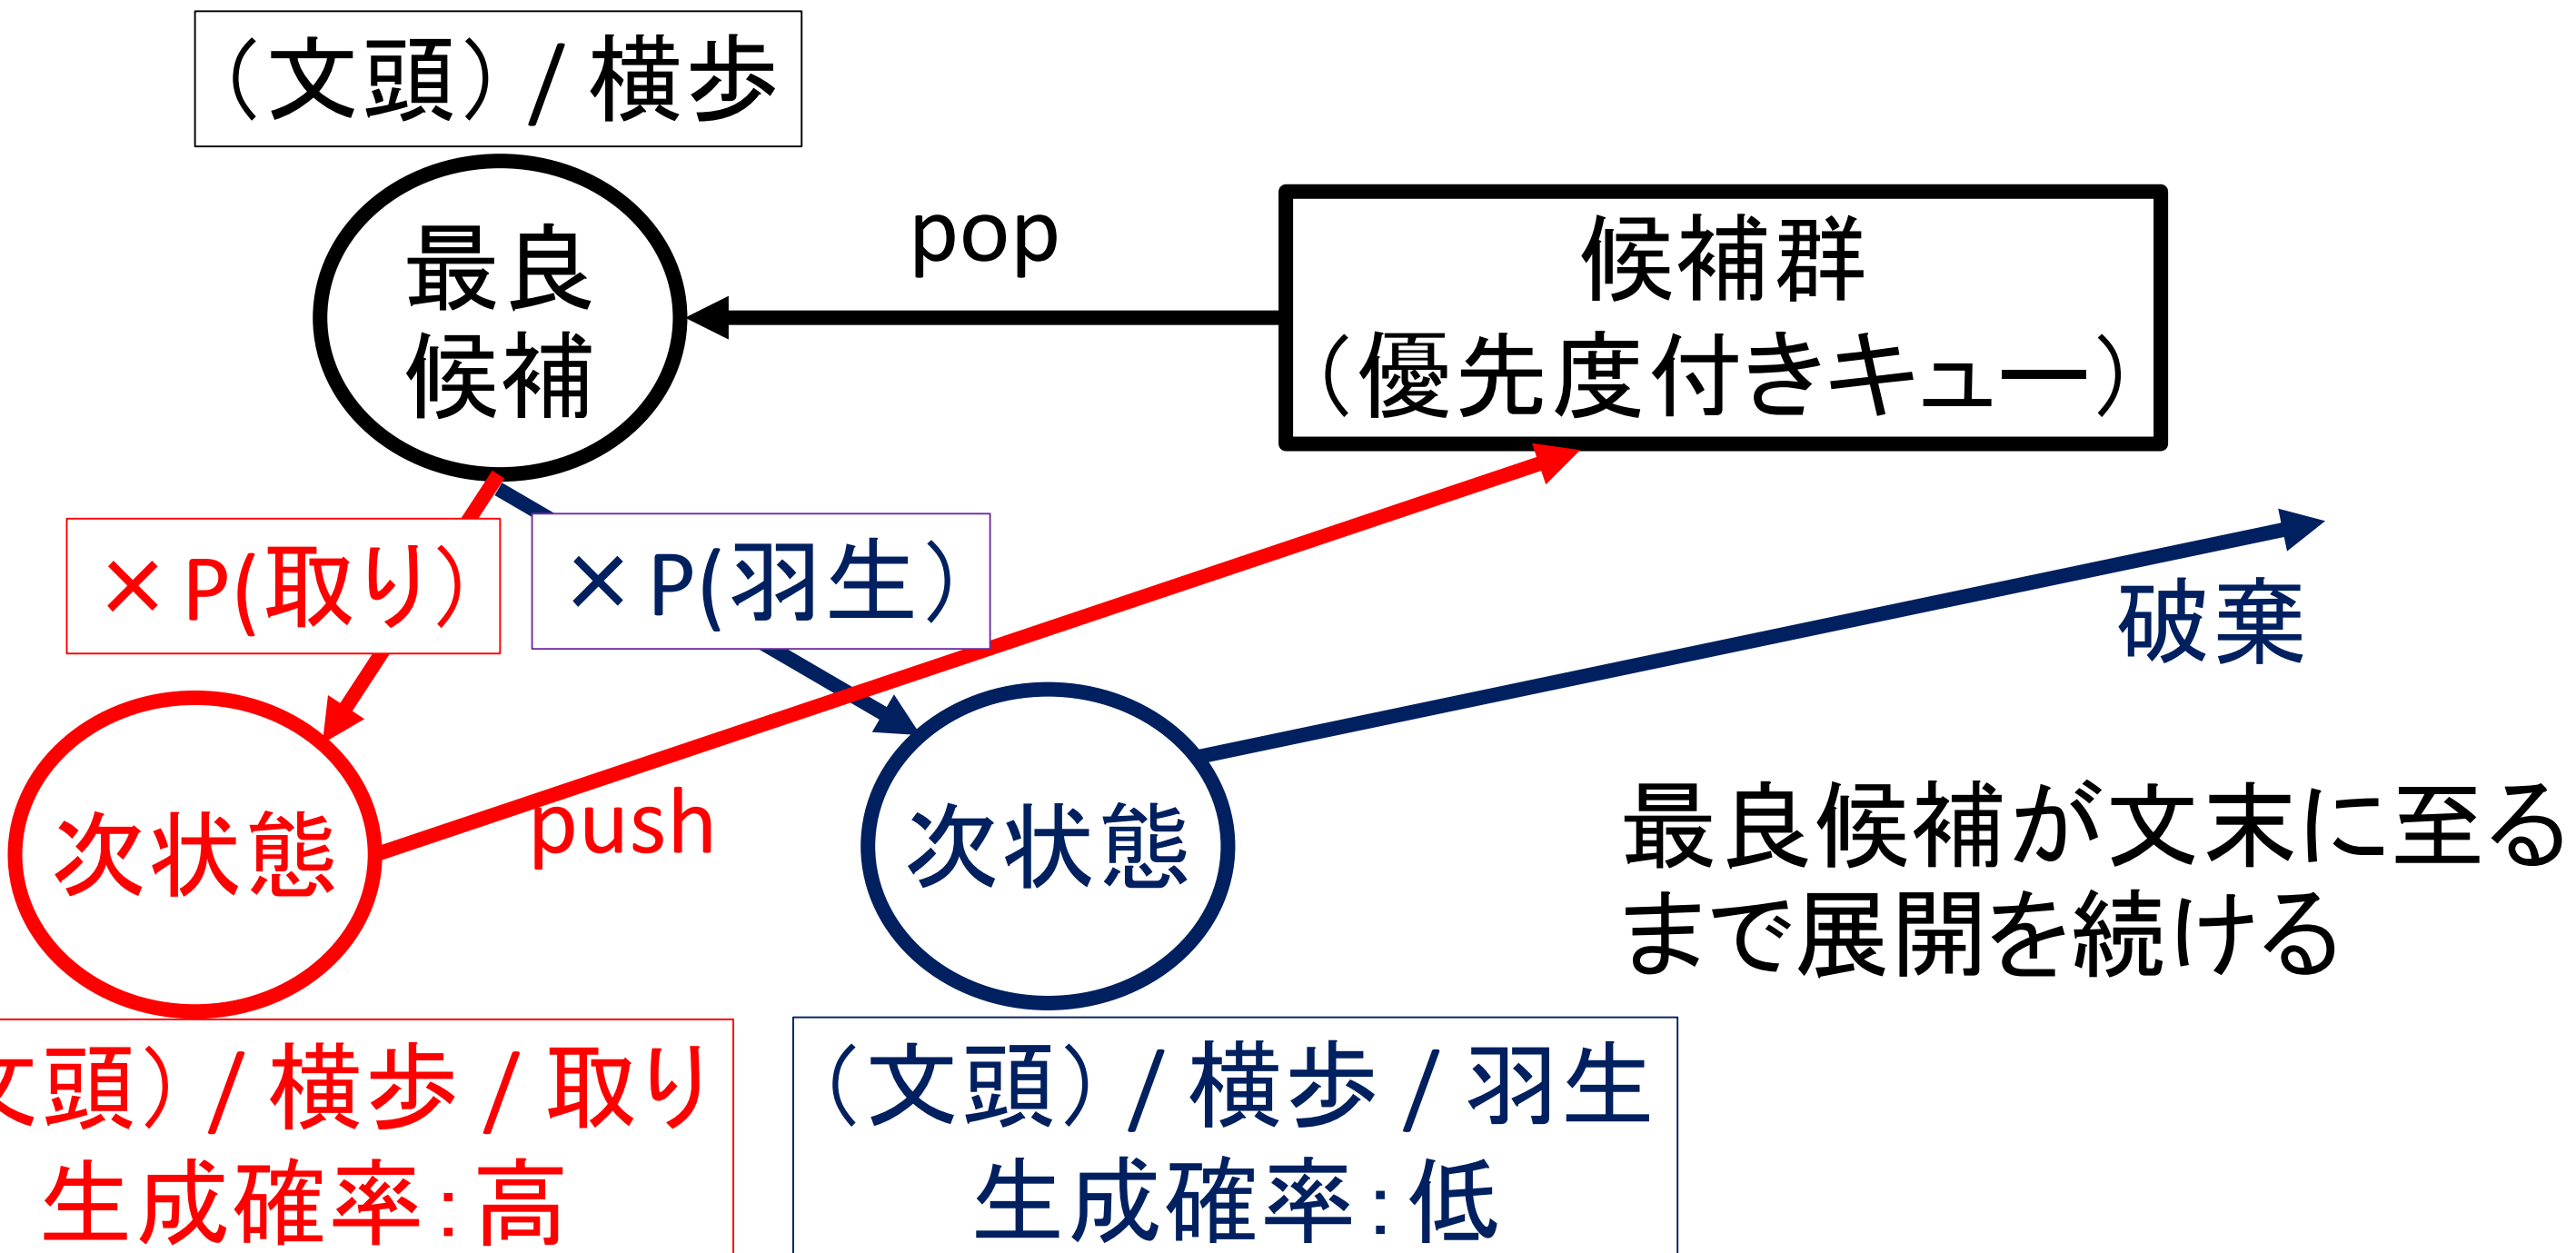 （文頭） / 横歩
pop
最良
候補
候補群
（優先度付きキュー）
× P(取り）
× P(羽生）
破棄
push
次状態
次状態
最良候補が文末に至る
まで展開を続ける
文頭） / 横歩 / 取り
生成確率：高
（文頭） / 横歩 / 羽生
生成確率：低